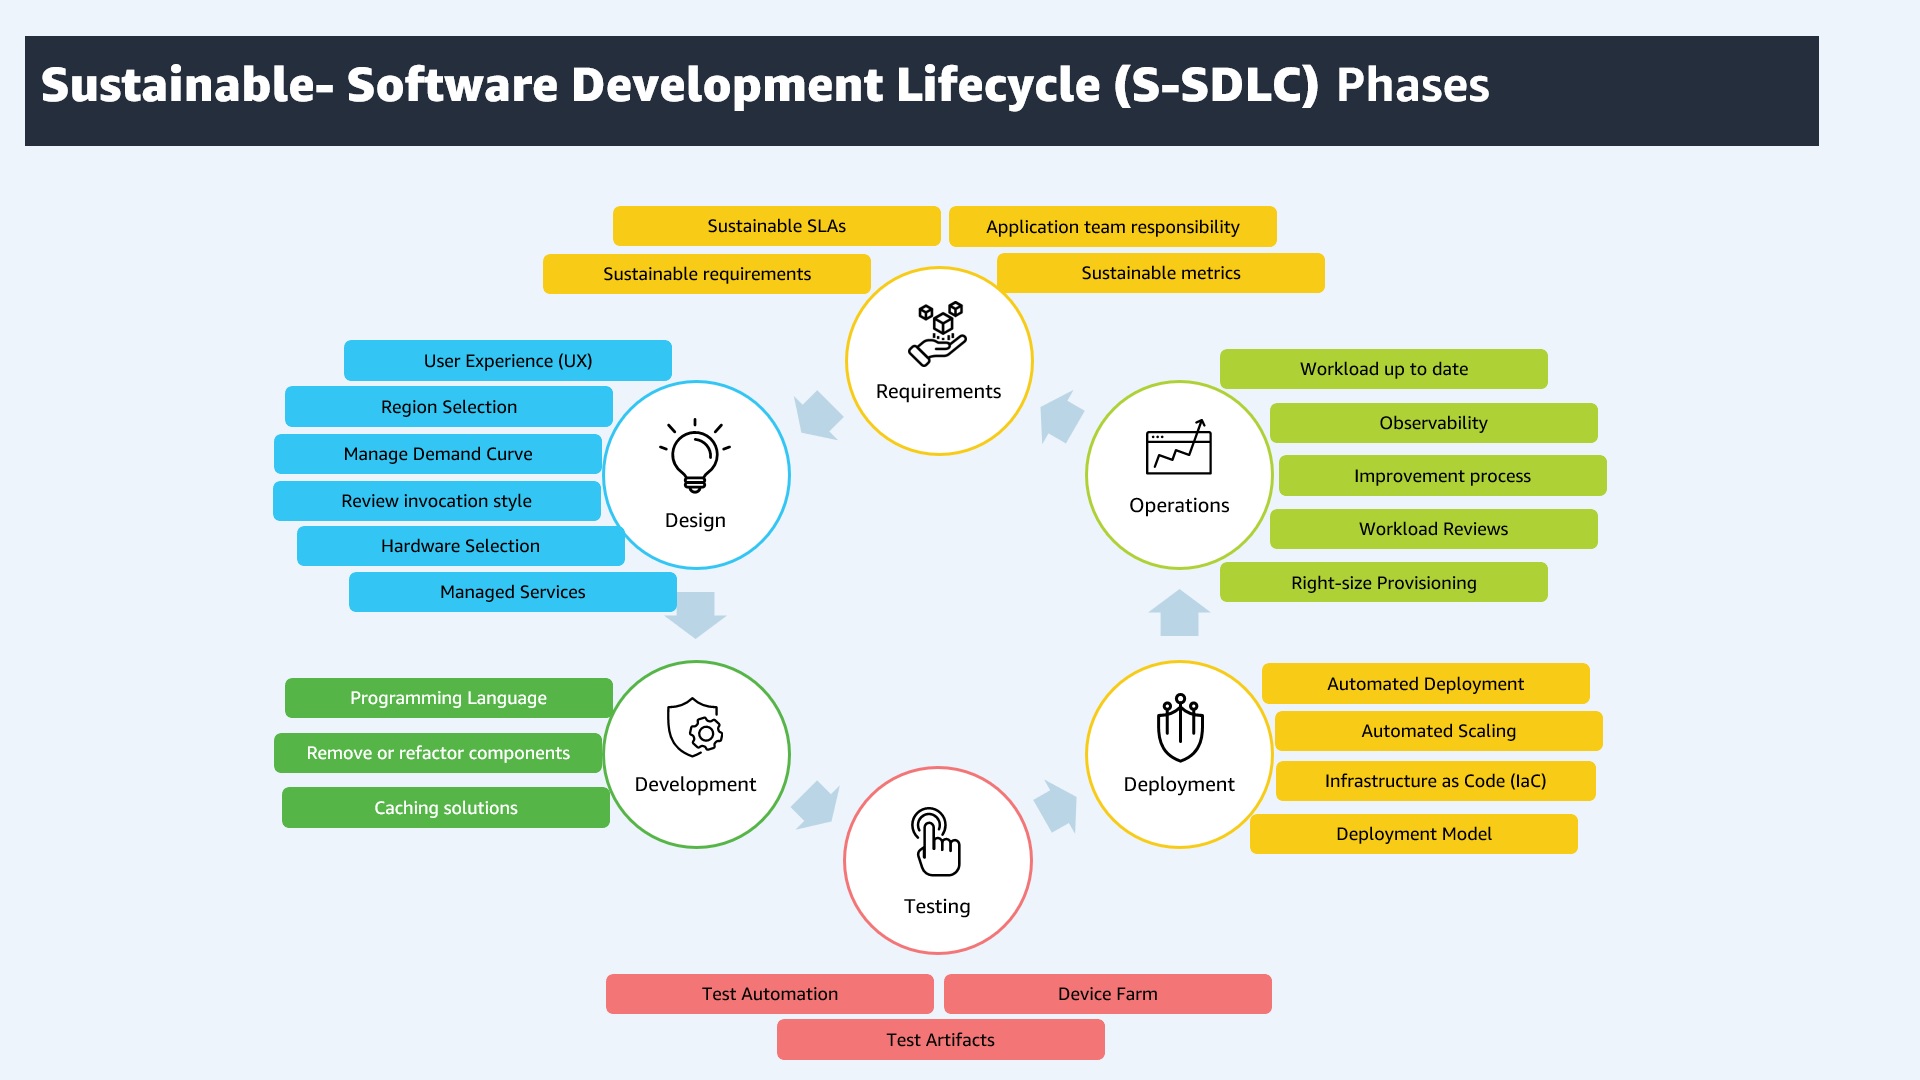 Sustainable- Software Development Lifecycle (S-SDLC) Phases
Sustainable SLAs
Application team responsibility
Sustainable requirements
Sustainable metrics
Requirements
User Experience (UX)
Region Selection
Manage Demand Curve
Review invocation style
Hardware Selection
Managed Services
Design
Workload up to date
Observability
Improvement process
Workload Reviews
Right-size Provisioning
Operations
Programming Language
Remove or refactor components
Caching solutions
Development
Automated Deployment
Automated Scaling
Infrastructure as Code (IaC)
Deployment Model
Deployment
Testing
Test Automation
Device Farm
Test Artifacts